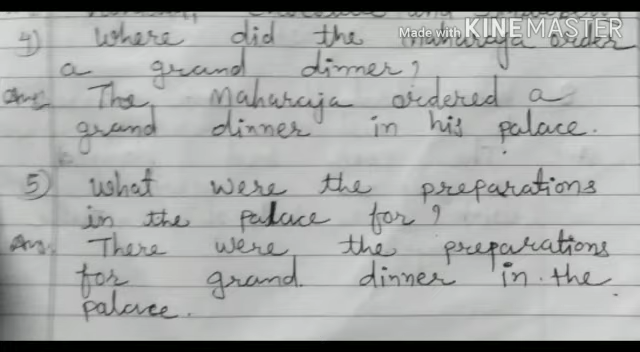 Made with KINEMASTER
4) Where did the Maharaja order
a grand dinner?
Ans. The Maharaja ordered a
grand dinner in his palace.
5) What were the preparations
in the palace for?
Ans. There were the preparations
for grand dinner in the
palace.